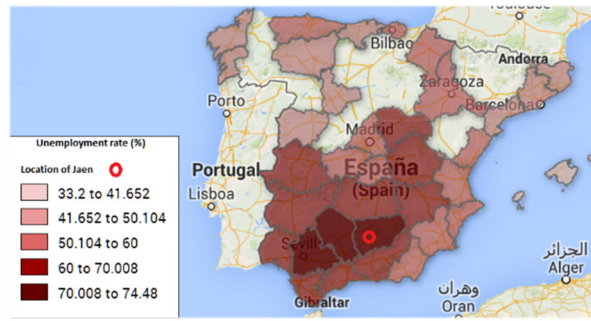 Toulouse
Bilbao
Andorra
Zaragoza
Porto
Barcelona
Madrid
Unemployment rate (%)
Location of Jaen
33.2 to 41.652
41.652 to 50.104
50.104 to 60
60 to 70.008
70.008 to 74.48
Portugal
España
(Spain)
Lisboa
Sevill
Gibraltar
الجزائر
Alger
وهران
Oran